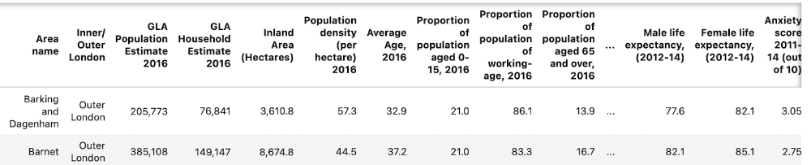 Area name | Inner/ Outer London | GLA Population Estimate 2016 | GLA Household Estimate 2016 | Inland Area (Hectares) | Population density (per hectare) 2016 | Average Age, 2016 | Proportion of population aged 0-15, 2016 | Proportion of population of working-age, 2016 | Proportion of population aged 65 and over, 2016 | ... | Male life expectancy, (2012-14) | Female life expectancy, (2012-14) | Anxiety score 2011-14 (out of 10)
Barking and Dagenham | Outer London | 205,773 | 76,841 | 3,610.8 | 57.3 | 32.9 | 21.0 | 86.1 | 13.9 | ... | 77.6 | 82.1 | 3.05
Barnet | Outer London | 385,108 | 149,147 | 8,674.8 | 44.5 | 37.2 | 21.0 | 83.3 | 16.7 | ... | 82.1 | 85.1 | 2.75